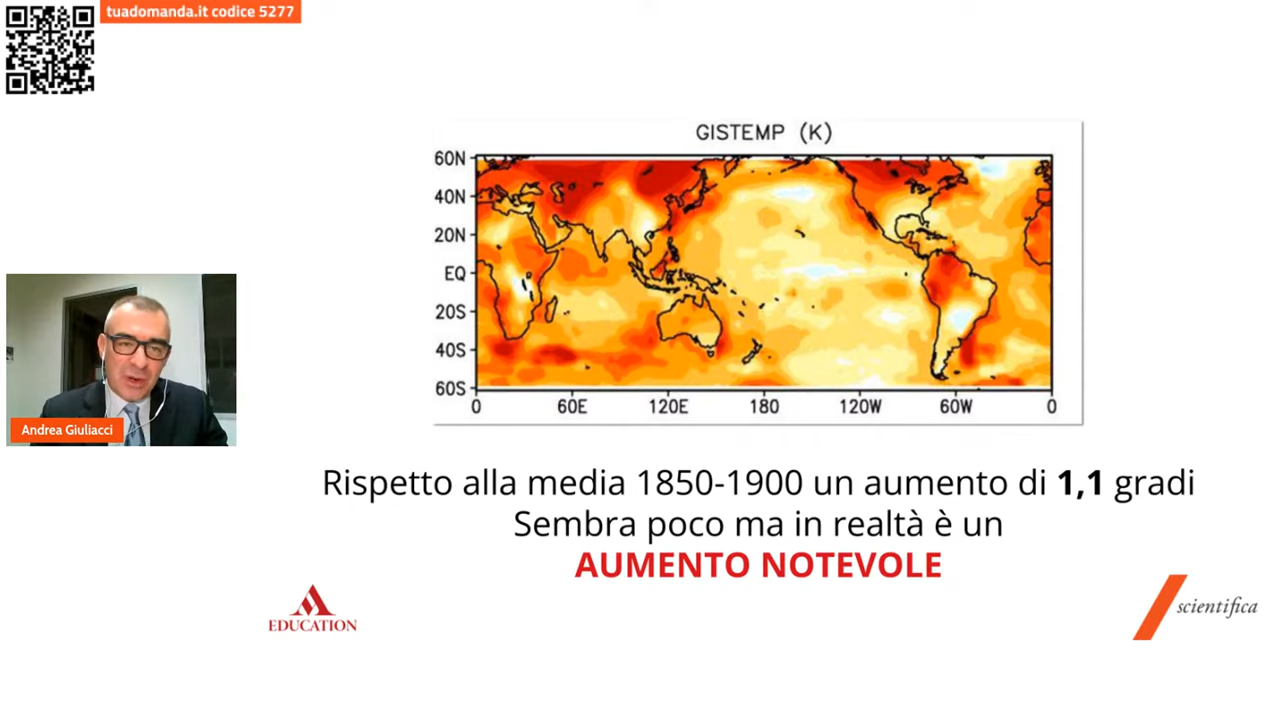 tuadomanda.it codice 5277
GISTEMP (K)
60N
40N
20N
EQ
20S
40S
60S
0 60E 120E 180 120W 60W 0
Andrea Giuliacci
Rispetto alla media 1850-1900 un aumento di 1,1 gradi
Sembra poco ma in realtà è un
AUMENTO NOTEVOLE
EDUCATION
scientifica